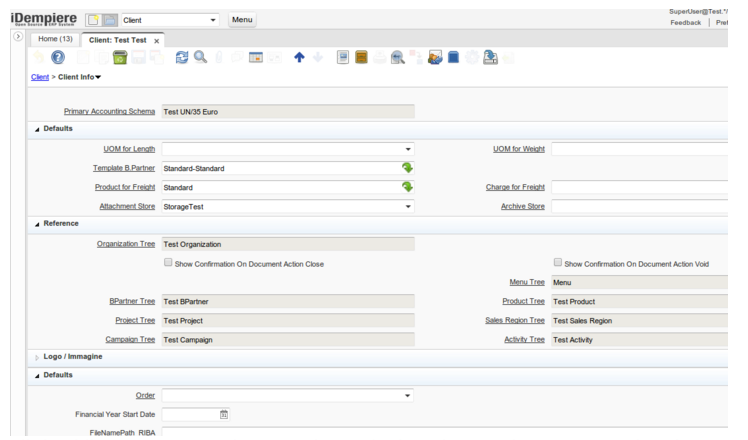 iDempiere
Open Source ERP System
Client
Menu
SuperUser@Test.*/
Feedback
Pref
Home (13)
Client: Test Test x
Client > Client Info
Primary Accounting Schema Test UN/35 Euro
Defaults
UOM for Length
UOM for Weight
Template B.Partner Standard-Standard
Product for Freight Standard
Charge for Freight
Attachment Store StorageTest
Archive Store
Reference
Organization Tree Test Organization
Show Confirmation On Document Action Close
Show Confirmation On Document Action Void
Menu Tree Menu
BPartner Tree Test BPartner
Product Tree Test Product
Project Tree Test Project
Sales Region Tree Test Sales Region
Campaign Tree Test Campaign
Activity Tree Test Activity
Logo / Immagine
Defaults
Order
Financial Year Start Date
31
FileNamePath_RIBA